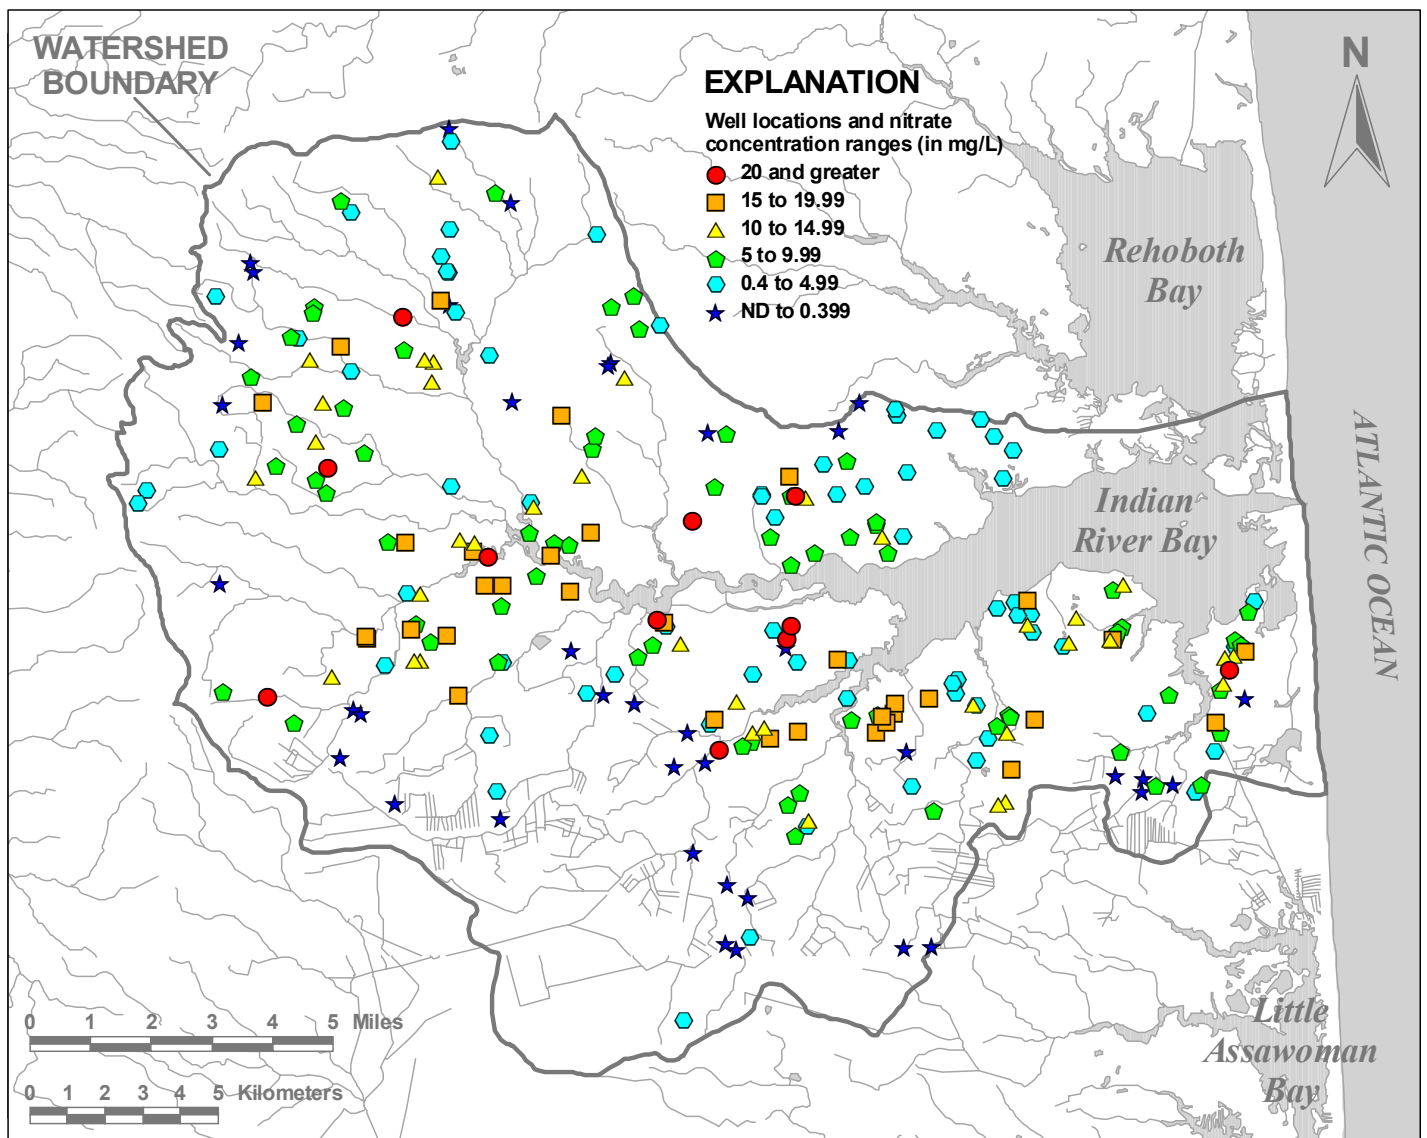 WATERSHED
BOUNDARY
EXPLANATION
Well locations and nitrate
concentration ranges (in mg/L)
20 and greater
15 to 19.99
10 to 14.99
5 to 9.99
0.4 to 4.99
ND to 0.399
N
Rehoboth
Bay
Indian
River Bay
ATLANTIC OCEAN
Little
Assawoman
Bay
0 1 2 3 4 5 Miles
0 1 2 3 4 5 Kilometers